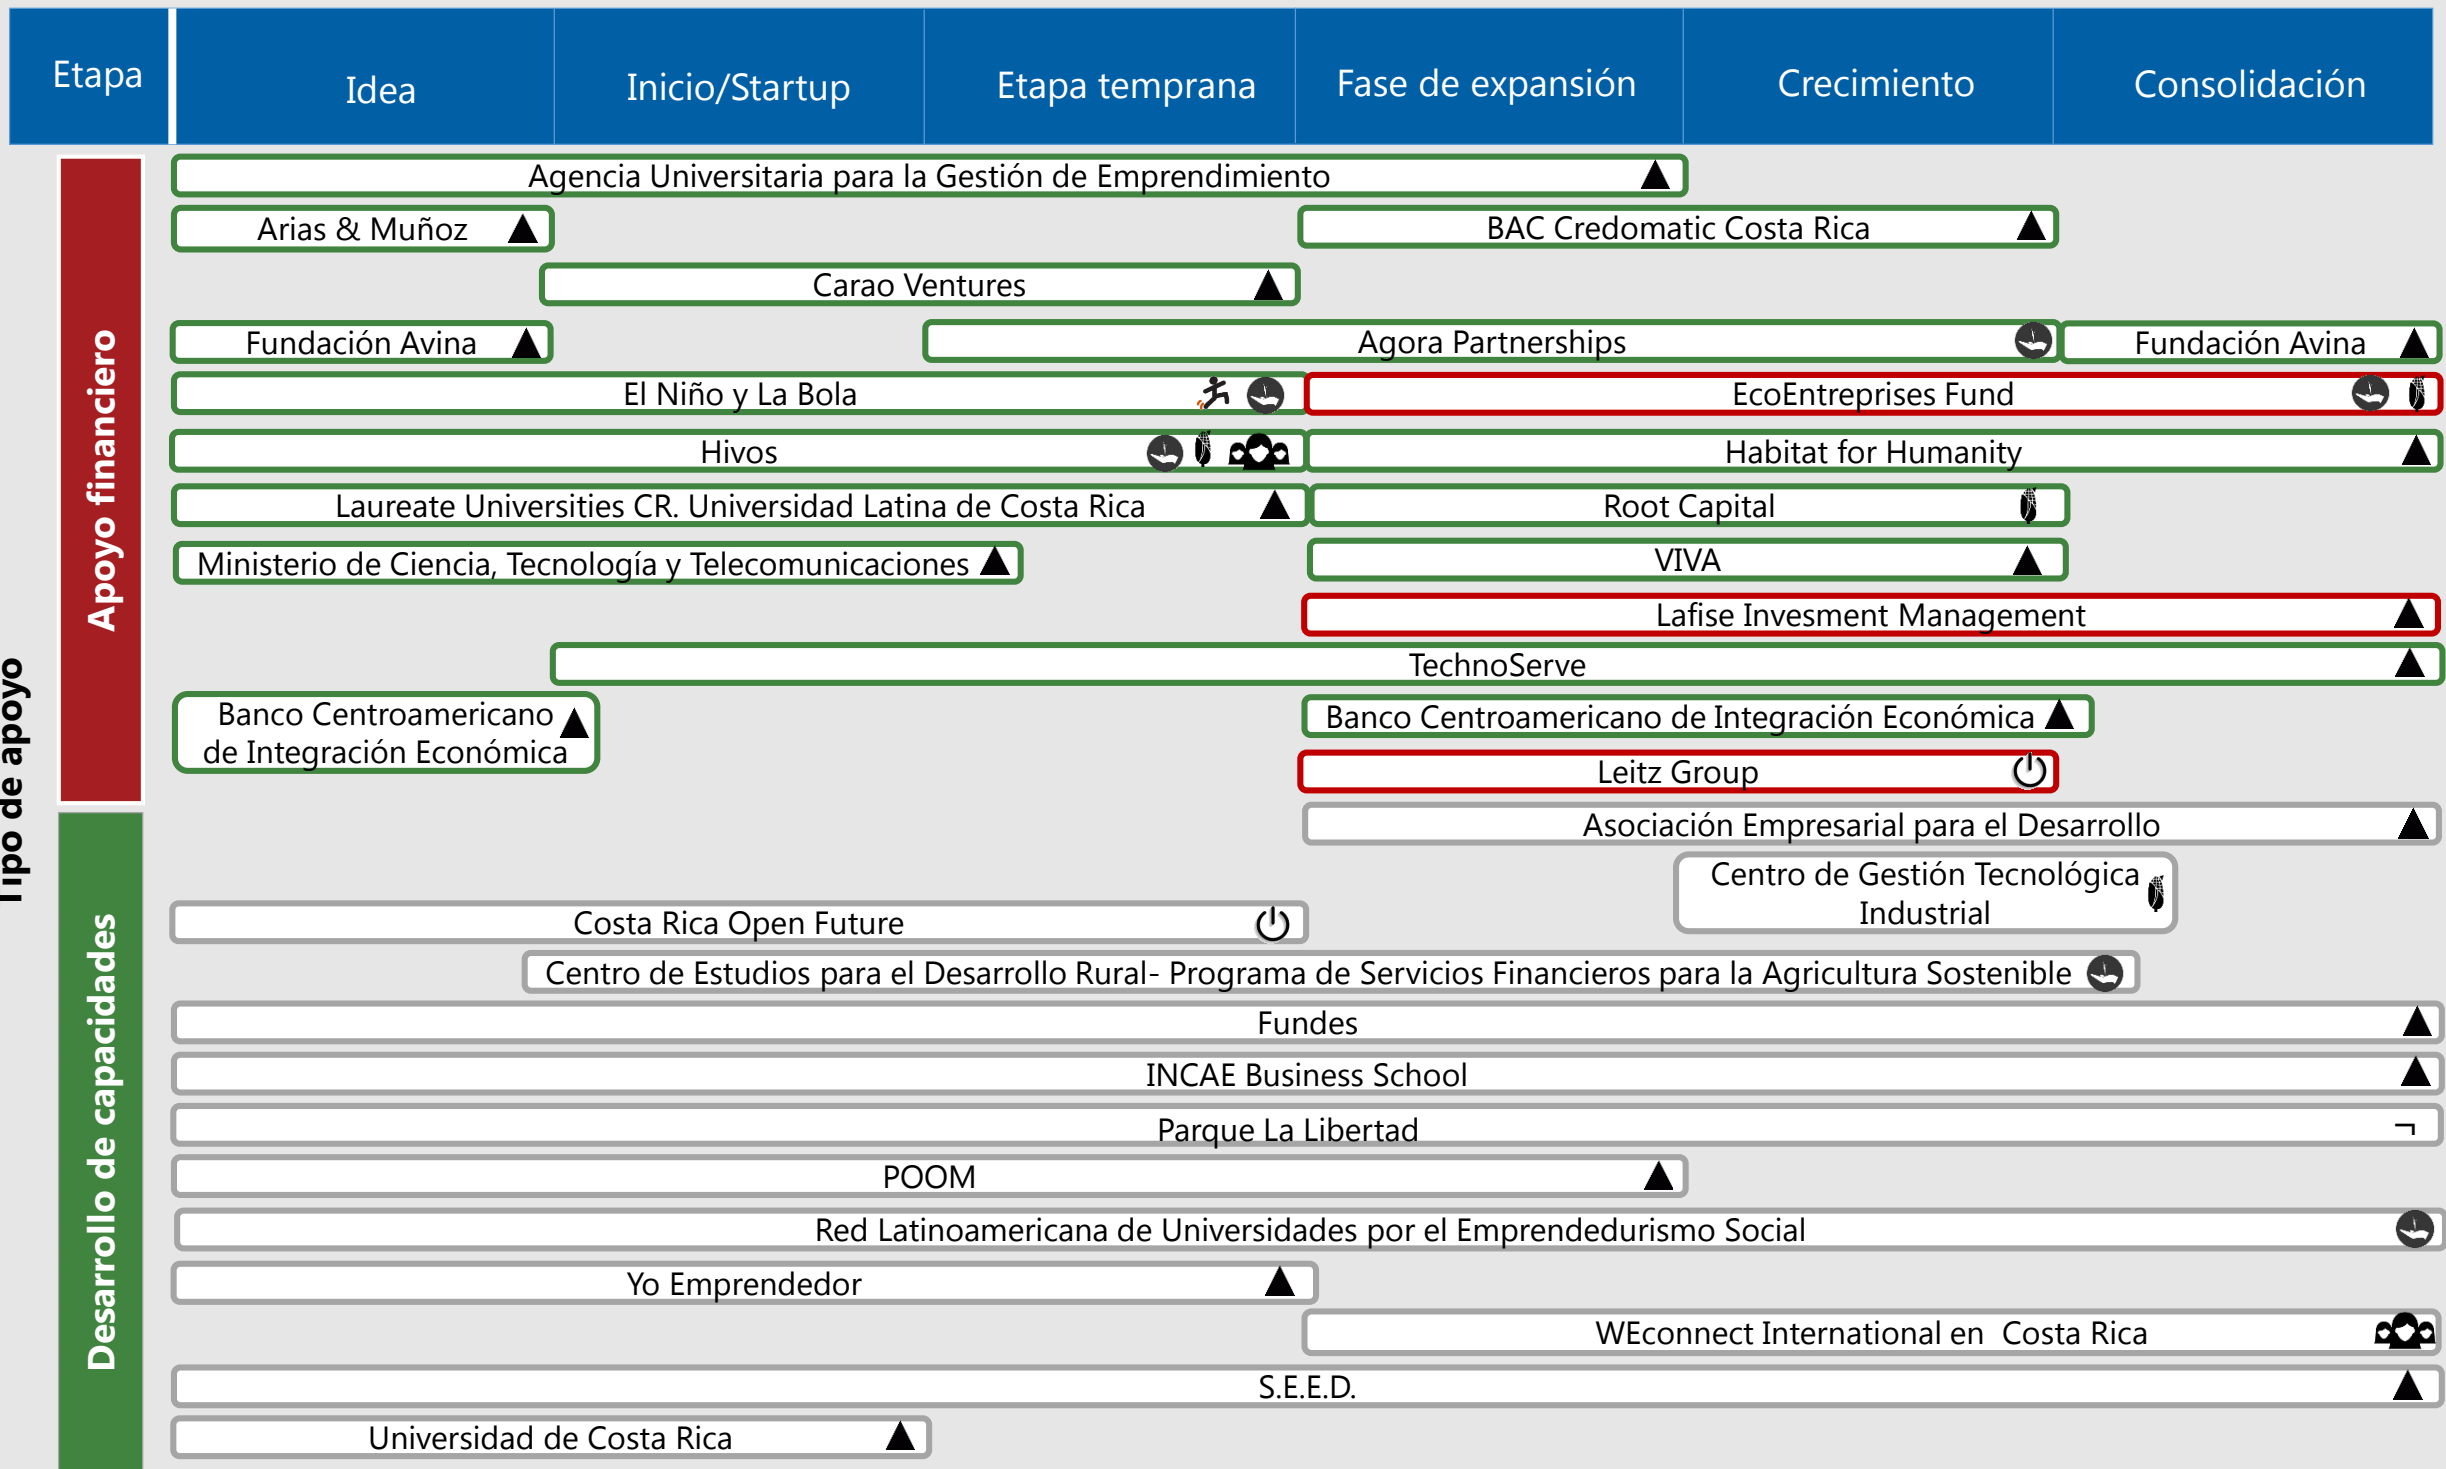 Etapa
Idea
Inicio/Startup
Etapa temprana
Fase de expansión
Crecimiento
Consolidación
Tipo de apoyo
Apoyo financiero
Agencia Universitaria para la Gestión de Emprendimiento
Arias & Muñoz
BAC Credomatic Costa Rica
Carao Ventures
Fundación Avina
Agora Partnerships
Fundación Avina
El Niño y La Bola
EcoEntreprises Fund
Hivos
Habitat for Humanity
Laureate Universities CR. Universidad Latina de Costa Rica
Root Capital
Ministerio de Ciencia, Tecnología y Telecomunicaciones
VIVA
Lafise Invesment Management
TechnoServe
Banco Centroamericano
de Integración Económica
Banco Centroamericano de Integración Económica
Leitz Group
Desarrollo de capacidades
Asociación Empresarial para el Desarrollo
Centro de Gestión Tecnológica
Industrial
Costa Rica Open Future
Centro de Estudios para el Desarrollo Rural- Programa de Servicios Financieros para la Agricultura Sostenible
Fundes
INCAE Business School
Parque La Libertad ¬
POOM
Red Latinoamericana de Universidades por el Emprendedurismo Social
Yo Emprendedor
WEconnect International en Costa Rica
S.E.E.D.
Universidad de Costa Rica